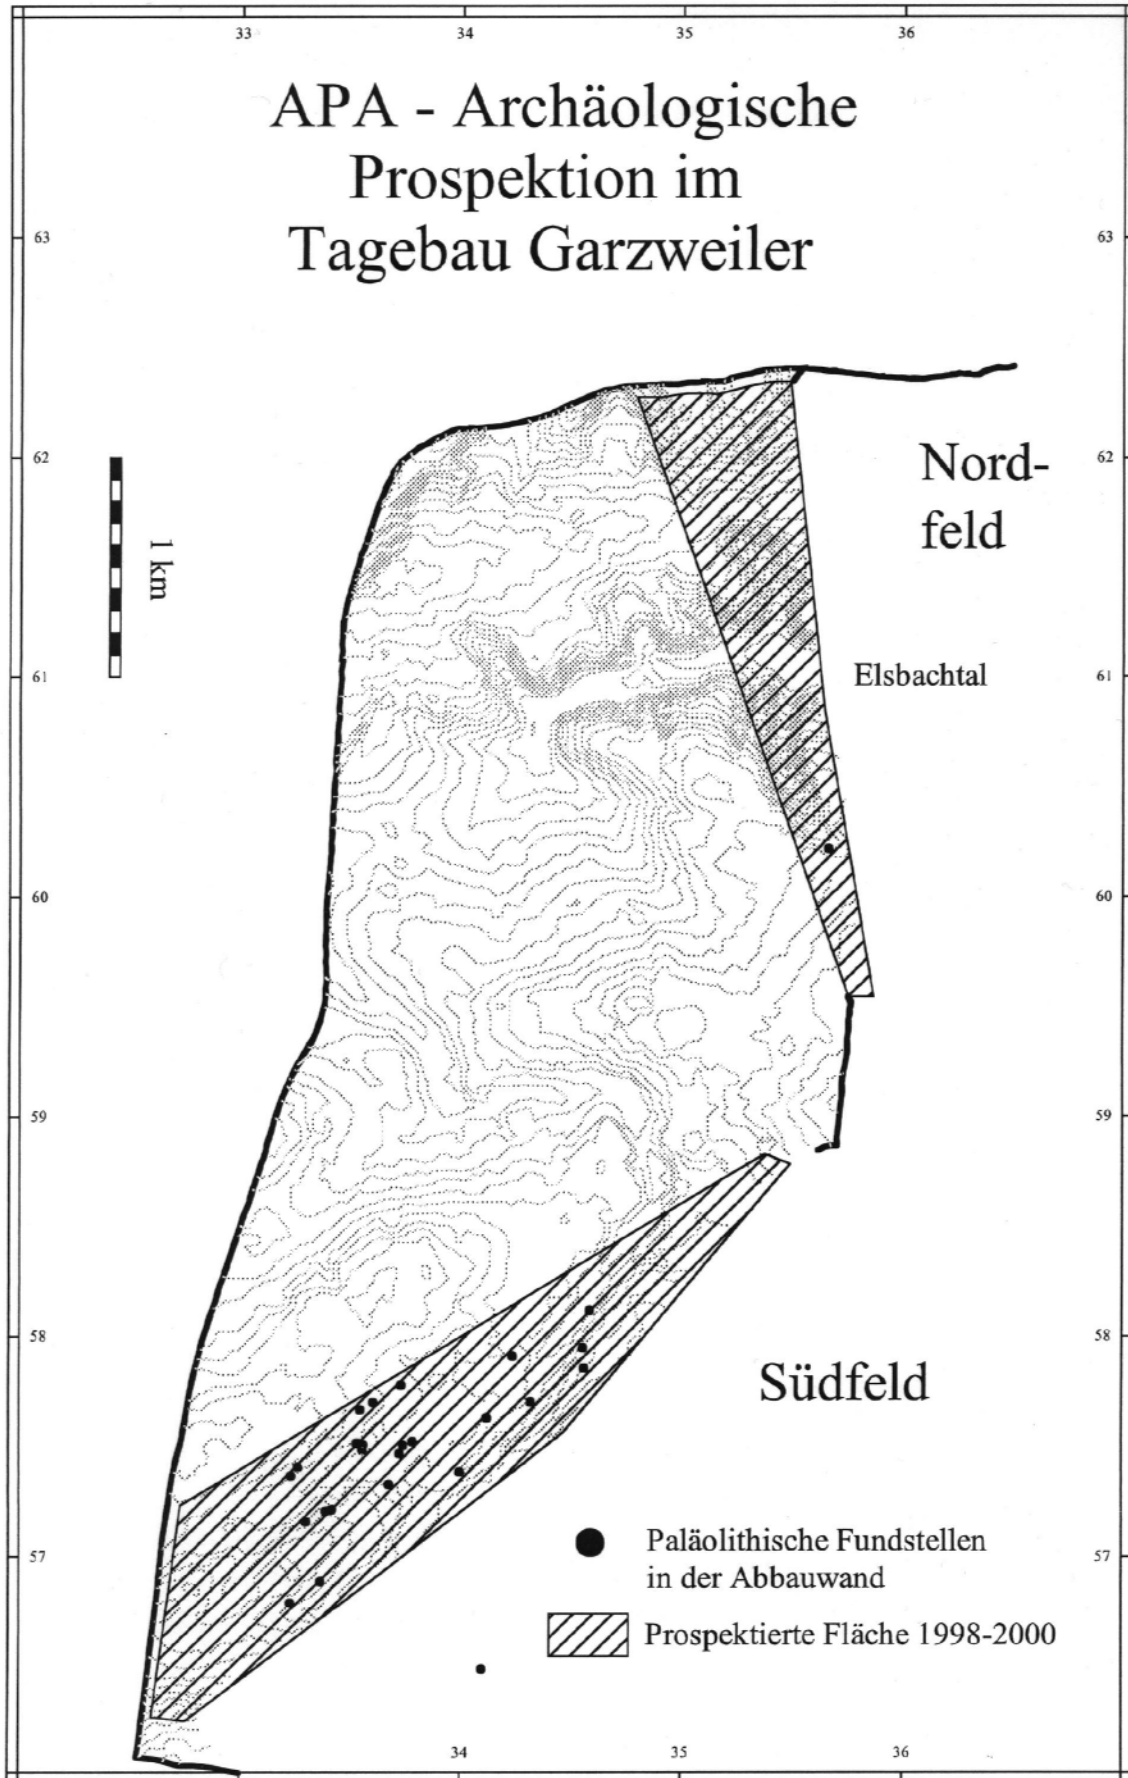 33 34 35 36
APA - Archäologische
Prospektion im
Tagebau Garzweiler
63 63
62 62
Nord-
feld
1 km
61 61
Elsbachtal
60 60
59 59
58 58
Südfeld
Paläolithische Fundstellen
in der Abbauwand
57 57
Prospektierte Fläche 1998-2000
34 35 36